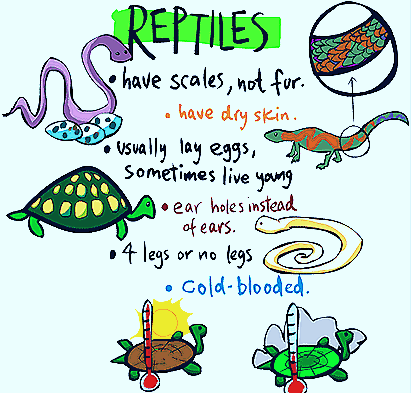 REPTILES
• have scales, not fur.
• have dry skin.
• usually lay eggs,
sometimes live young
• ear holes instead
of ears.
• 4 legs or no legs
• cold-blooded.